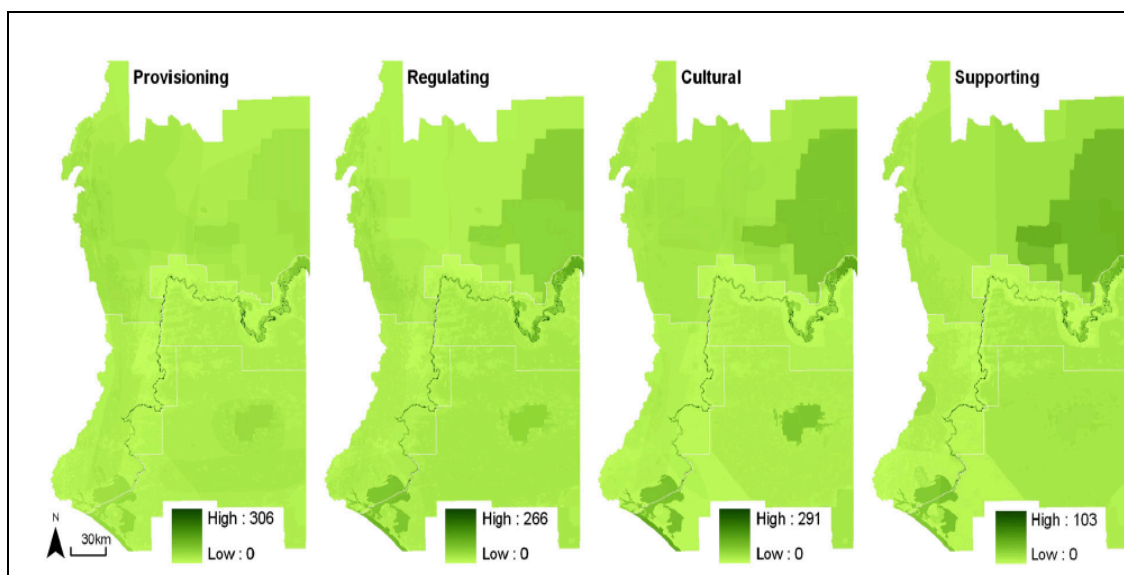 Provisioning
Regulating
Cultural
Supporting
N
30km
High : 306
Low : 0
High : 266
Low : 0
High : 291
Low : 0
High : 103
Low : 0